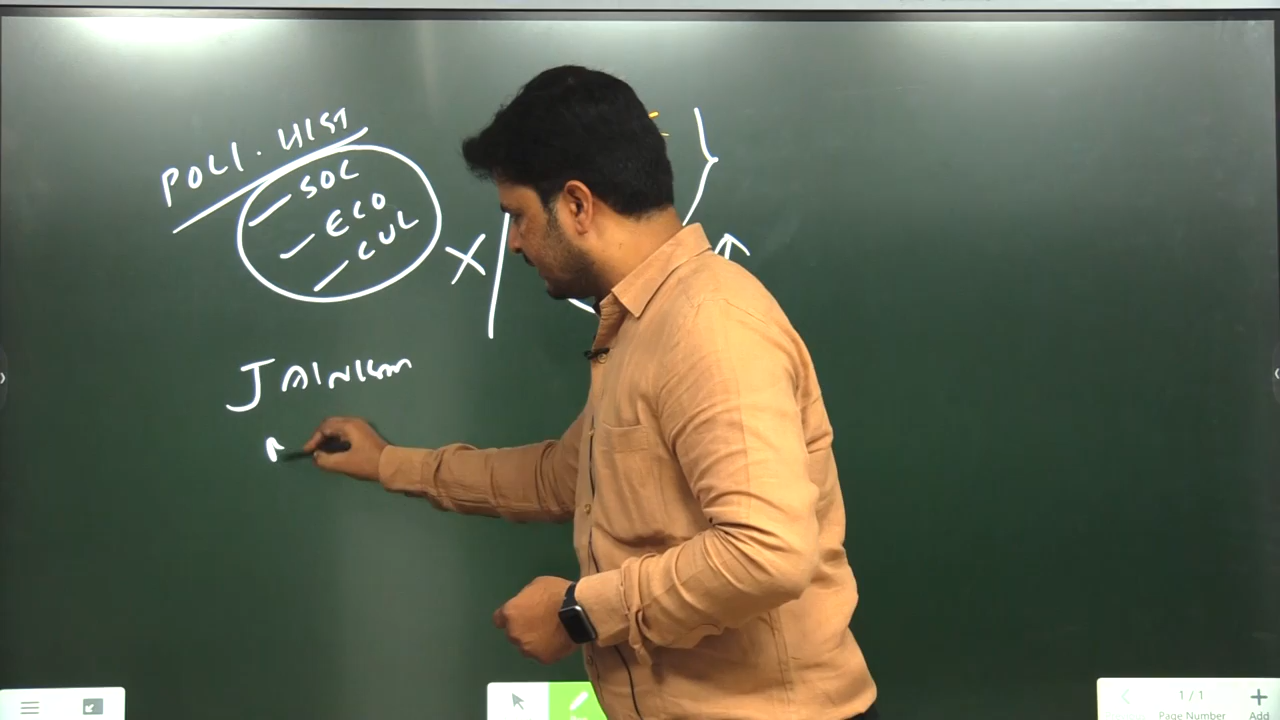 POLI. HIST
SOC
ECO
CUL
X
JAINISM
1 / 1
Page Number
Add